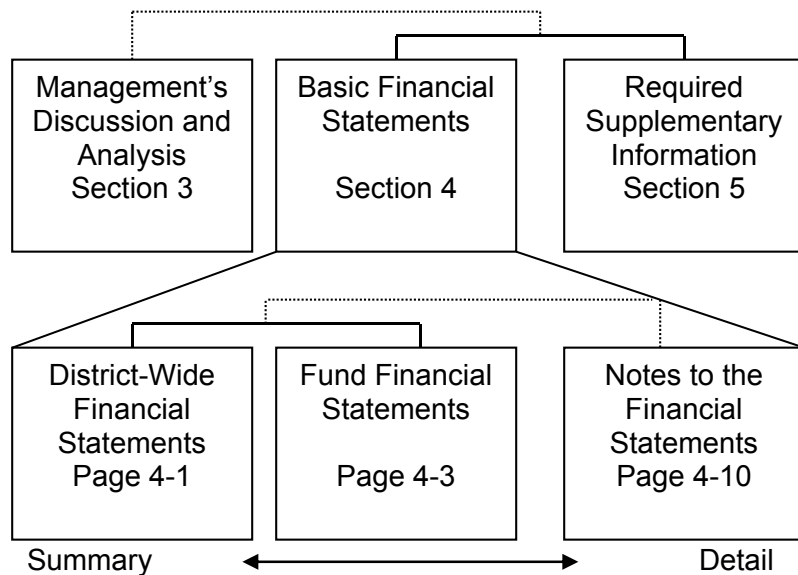 Management’s
Discussion and
Analysis
Section 3
Basic Financial
Statements
Section 4
Required
Supplementary
Information
Section 5
District-Wide
Financial
Statements
Page 4-1
Fund Financial
Statements
Page 4-3
Notes to the
Financial
Statements
Page 4-10
Summary
Detail